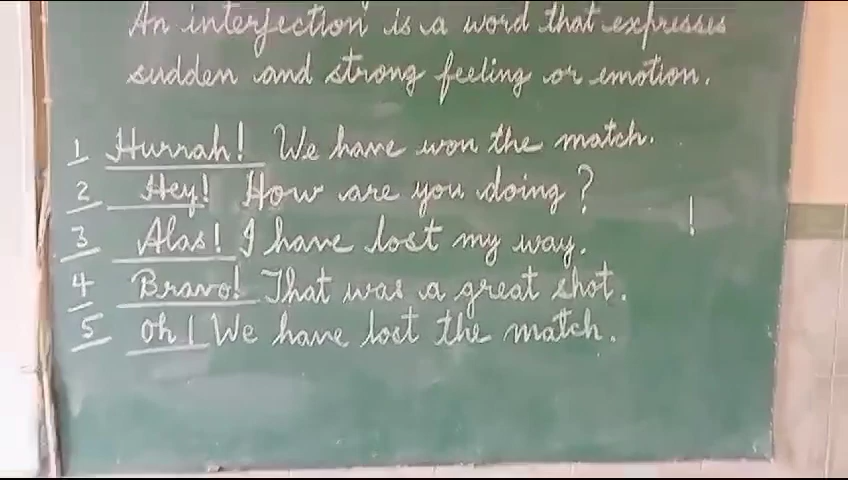 An interjection is a word that expresses
sudden and strong feeling or emotion.
1 Hurrah! We have won the match.
2 Hey! How are you doing?
!
3 Alas! I have lost my way.
4 Bravo! That was a great shot.
5 Oh! We have lost the match.